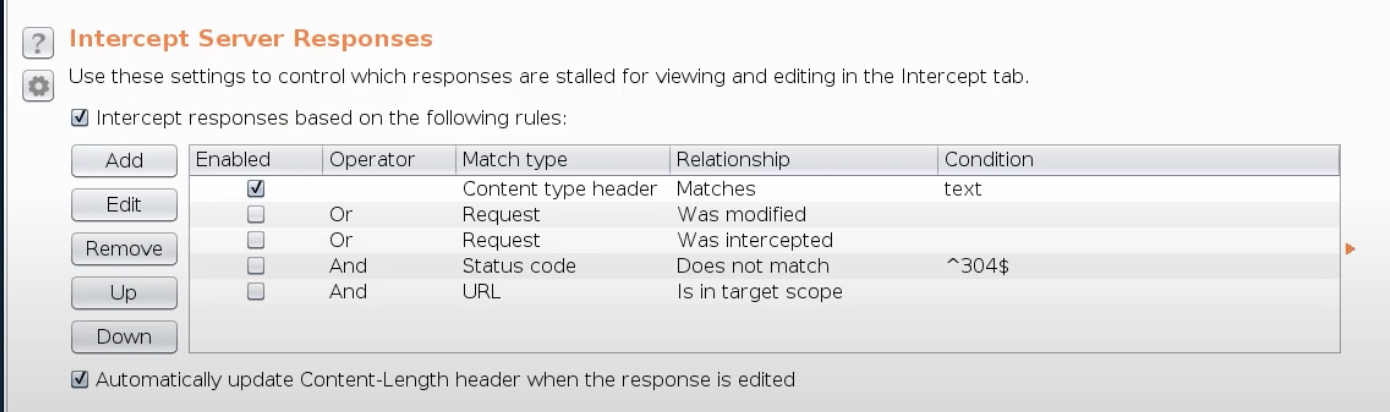 ?
Intercept Server Responses
Use these settings to control which responses are stalled for viewing and editing in the Intercept tab.
Intercept responses based on the following rules:
Add
Edit
Remove
Up
Down
Enabled Operator Match type Relationship Condition
Content type header Matches text
Or Request Was modified
Or Request Was intercepted
And Status code Does not match ^304$
And URL Is in target scope
Automatically update Content-Length header when the response is edited